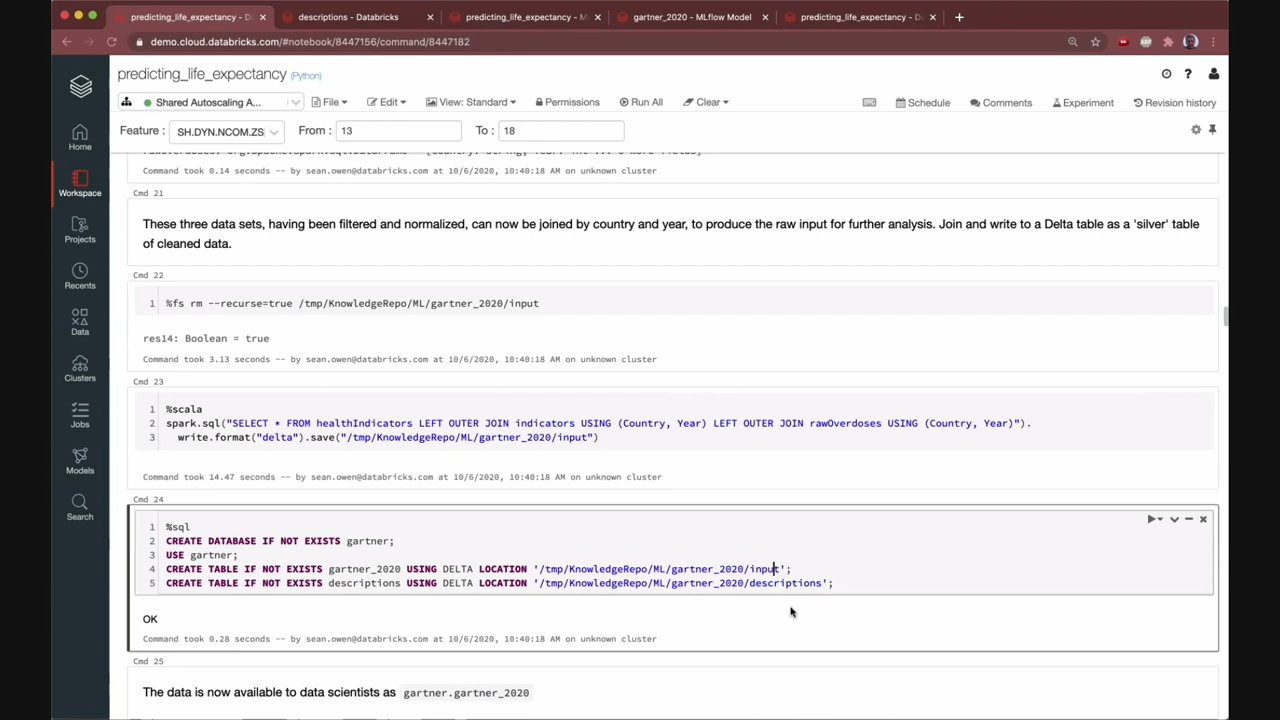 predicting_life_expectancy - Da
descriptions - Databricks
predicting_life_expectancy - M
gartner_2020 - MLflow Model
predicting_life_expectancy - Da
demo.cloud.databricks.com/#notebook/8447156/command/8447182
predicting_life_expectancy (Python)
Shared Autoscaling A...
File
Edit
View: Standard
Permissions
Run All
Clear
Schedule
Comments
Experiment
Revision history
Feature :
SH.DYN.NCOM.ZS
From :
13
To :
18
Home
Workspace
Projects
Recents
Data
Clusters
Jobs
Models
Search
Command took 0.14 seconds -- by sean.owen@databricks.com at 10/6/2020, 10:40:18 AM on unknown cluster
Cmd 21
These three data sets, having been filtered and normalized, can now be joined by country and year, to produce the raw input for further analysis. Join and write to a Delta table as a 'silver' table
of cleaned data.
Cmd 22
1 %fs rm --recurse=true /tmp/KnowledgeRepo/ML/gartner_2020/input
res14: Boolean = true
Command took 3.13 seconds -- by sean.owen@databricks.com at 10/6/2020, 10:40:18 AM on unknown cluster
Cmd 23
1 %scala
2 spark.sql("SELECT * FROM healthIndicators LEFT OUTER JOIN indicators USING (Country, Year) LEFT OUTER JOIN rawOverdoses USING (Country, Year)").
3 write.format("delta").save("/tmp/KnowledgeRepo/ML/gartner_2020/input")
Command took 14.47 seconds -- by sean.owen@databricks.com at 10/6/2020, 10:40:18 AM on unknown cluster
Cmd 24
1 %sql
2 CREATE DATABASE IF NOT EXISTS gartner;
3 USE gartner;
4 CREATE TABLE IF NOT EXISTS gartner_2020 USING DELTA LOCATION '/tmp/KnowledgeRepo/ML/gartner_2020/input';
5 CREATE TABLE IF NOT EXISTS descriptions USING DELTA LOCATION '/tmp/KnowledgeRepo/ML/gartner_2020/descriptions';
OK
Command took 0.28 seconds -- by sean.owen@databricks.com at 10/6/2020, 10:40:18 AM on unknown cluster
Cmd 25
The data is now available to data scientists as gartner.gartner_2020